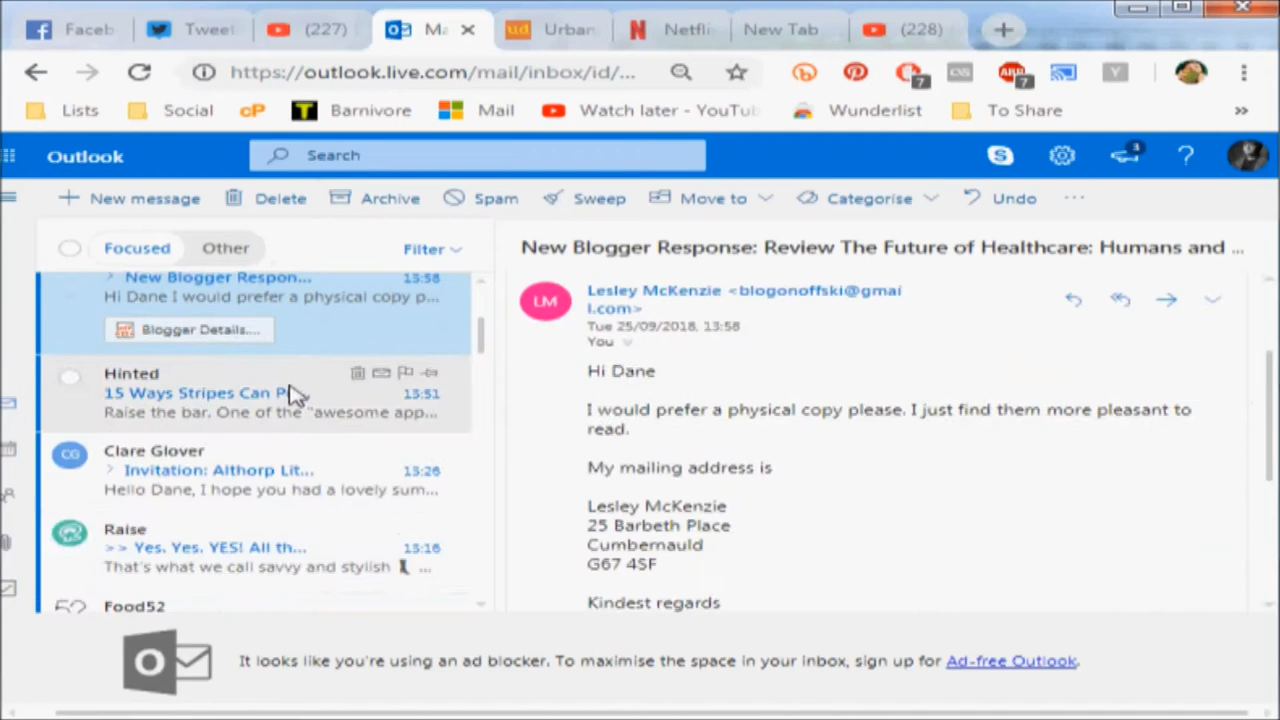 Faceb
Tweet
(227)
Ma
Urban
Netfli
New Tab
(228)
https://outlook.live.com/mail/inbox/id/...
7
7
Y
Lists
Social
cP
Barnivore
Mail
Watch later - YouTub
Wunderlist
To Share
»
Outlook
Search
3
?
New message
Delete
Archive
Spam
Sweep
Move to
Categorise
Undo
...
Focused
Other
Filter
New Blogger Response: Review The Future of Healthcare: Humans and ...
New Blogger Respon... 13:58
Hi Dane I would prefer a physical copy p...
Blogger Details....
Hinted
15 Ways Stripes Can P 13:51
Raise the bar. One of the "awesome app...
CG
Clare Glover
Invitation: Althorp Lit... 13:26
Hello Dane, I hope you had a lovely sum...
Raise
>> Yes. Yes. YES! All th... 13:16
That's what we call savvy and stylish ...
52
Food52
LM
Lesley McKenzie <blogonoffski@gmai
l.com>
Tue 25/09/2018, 13:58
You
Hi Dane
I would prefer a physical copy please. I just find them more pleasant to
read.
My mailing address is
Lesley McKenzie
25 Barbeth Place
Cumbernauld
G67 4SF
Kindest regards
It looks like you're using an ad blocker. To maximise the space in your inbox, sign up for Ad-free Outlook.